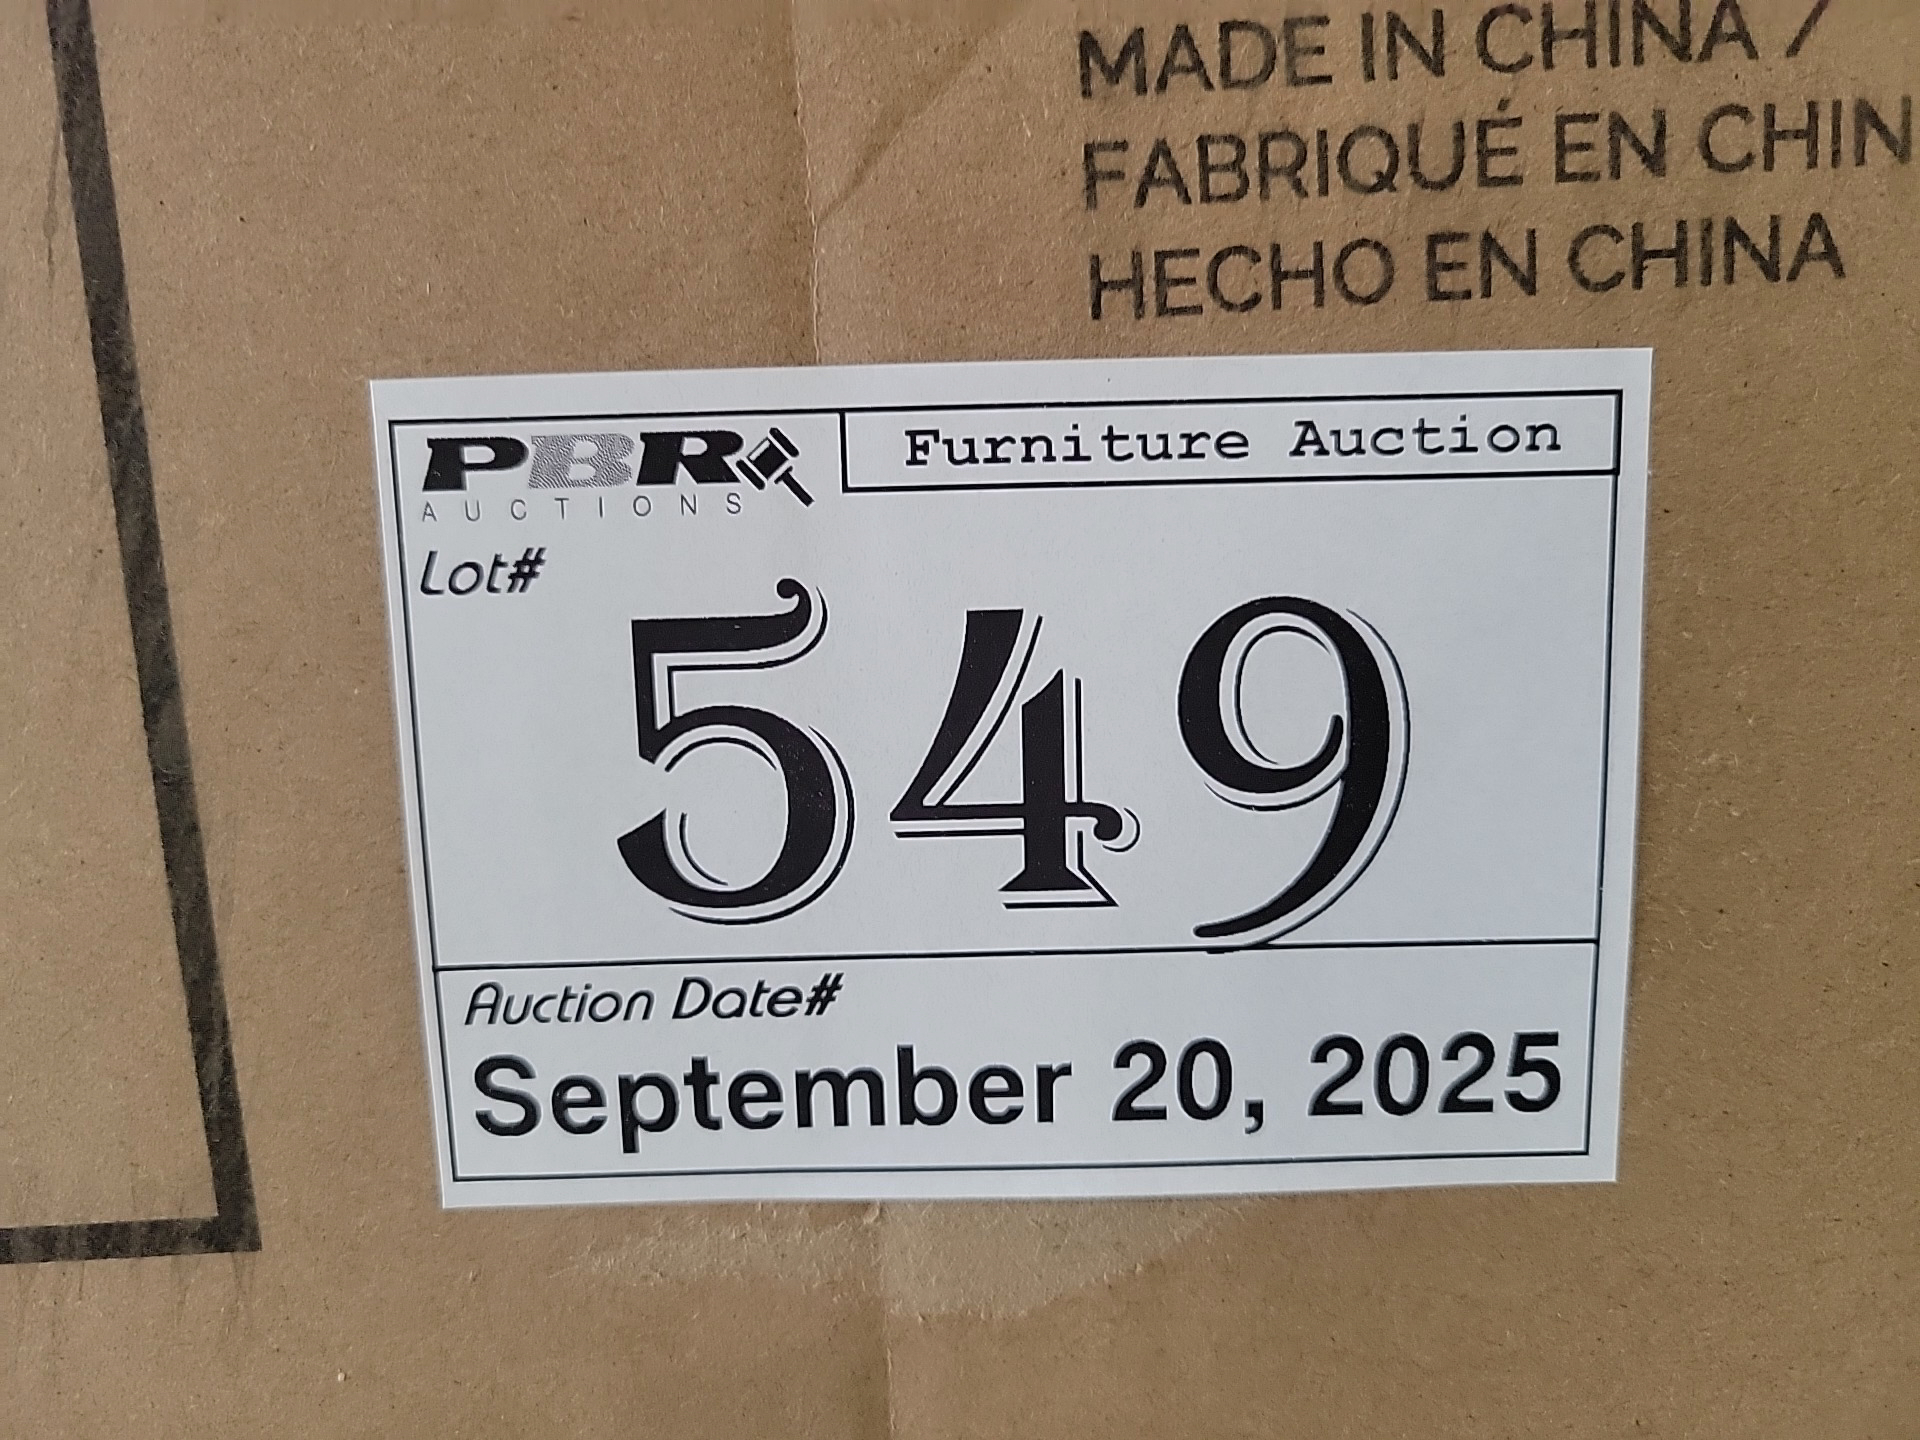 MADE IN CHINA /
FABRIQUÉ EN CHIN
HECHO EN CHINA
PBR
AUCTIONS
Furniture Auction
Lot#
549
Auction Date#
September 20, 2025